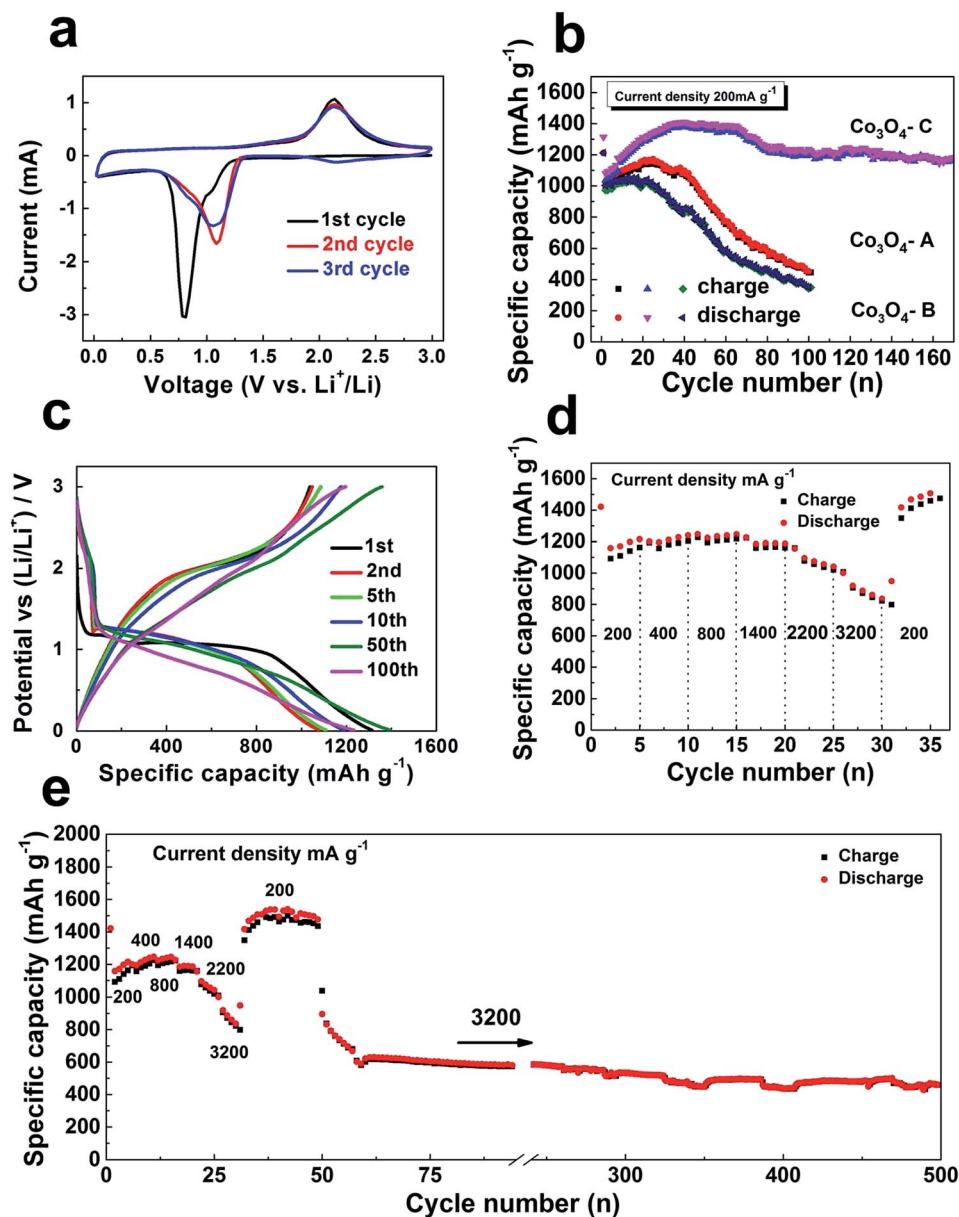 a
Current (mA)
1
0
-1
-2
-3
1st cycle
2nd cycle
3rd cycle
0.0 0.6 1.2 1.8 2.4 3.0
Voltage (V vs. Li⁺/Li)
b
Specific capacity (mAh g⁻¹)
1600
1400
1200
1000
800
600
400
200
0
Current density 200mA g⁻¹
Co₃O₄- C
Co₃O₄- A
Co₃O₄- B
charge
discharge
0 20 40 60 80 100 120 140 160
Cycle number (n)
c
Potential vs (Li/Li⁺) / V
3
2
1
0
1st
2nd
5th
10th
50th
100th
0 400 800 1200 1600
Specific capacity (mAh g⁻¹)
d
Specific capacity (mAh g⁻¹)
1600
1400
1200
1000
800
600
400
200
0
Current density mA g⁻¹
Charge
Discharge
200 400 800 1400 2200 3200 200
0 5 10 15 20 25 30 35
Cycle number (n)
e
Specific capacity (mAh g⁻¹)
2000
1800
1600
1400
1200
1000
800
600
400
200
0
Current density mA g⁻¹
Charge
Discharge
200
400
800
1400
2200
3200
200
3200
0 25 50 75 300 350 400 450 500
Cycle number (n)